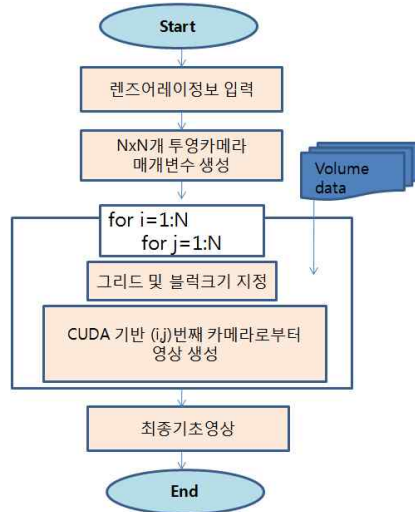 Start
렌즈어레이정보 입력
NxN개 투영카메라
매개변수 생성
Volume
data
for i=1:N
for j=1:N
그리드 및 블럭크기 지정
CUDA 기반 (i,j)번째 카메라로부터
영상 생성
최종기초영상
End